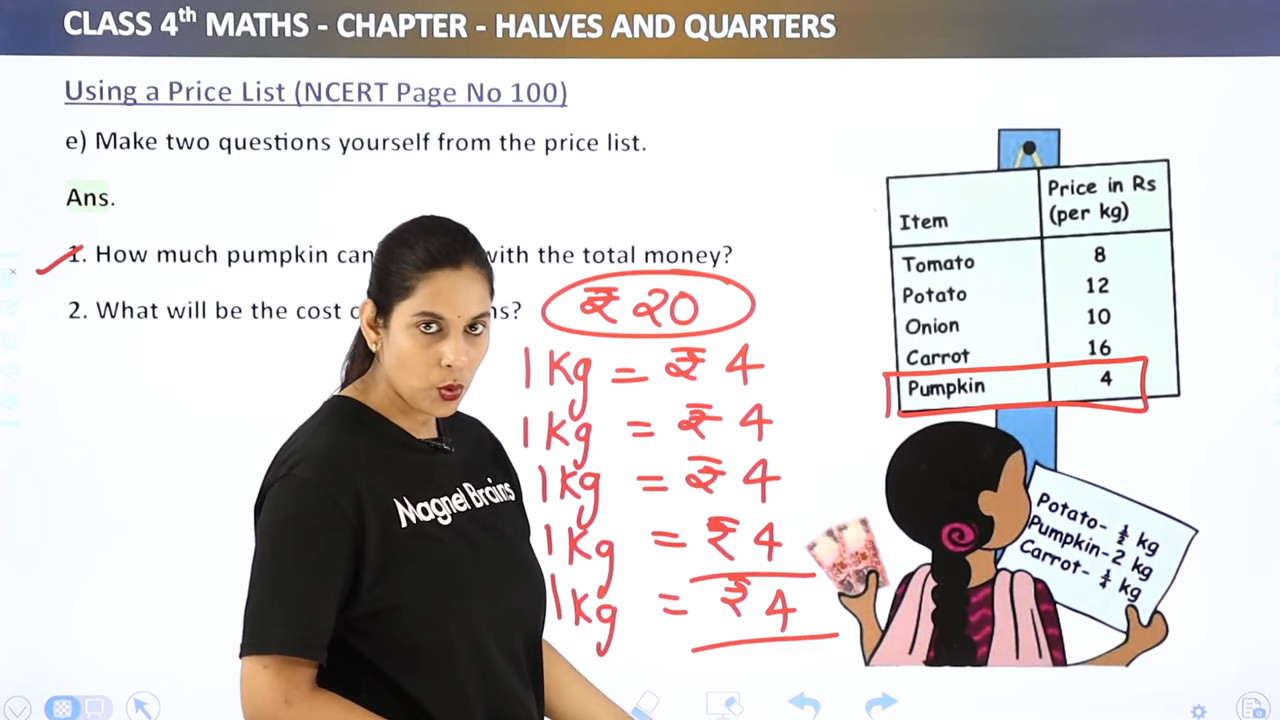 CLASS 4th MATHS - CHAPTER - HALVES AND QUARTERS
Using a Price List (NCERT Page No 100)
e) Make two questions yourself from the price list.
Ans.
1. How much pumpkin can with the total money?
2. What will be the cost
₹ 20
1 Kg = ₹ 4
1 Kg = ₹ 4
1 Kg = ₹ 4
1 Kg = ₹ 4
1 Kg = ₹ 4
Magnet Brains
Item Price in Rs (per kg)
Tomato 8
Potato 12
Onion 10
Carrot 16
Pumpkin 4
Potato- ½ kg
Pumpkin-2 kg
Carrot- ¼ kg